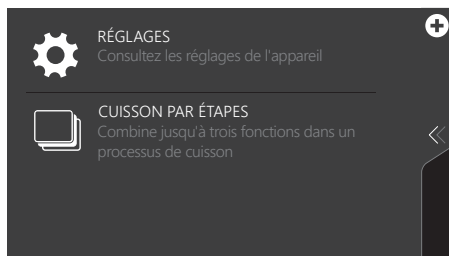 RÉGLAGES
Consultez les réglages de l'appareil
CUISSON PAR ÉTAPES
Combine jusqu'à trois fonctions dans un
processus de cuisson